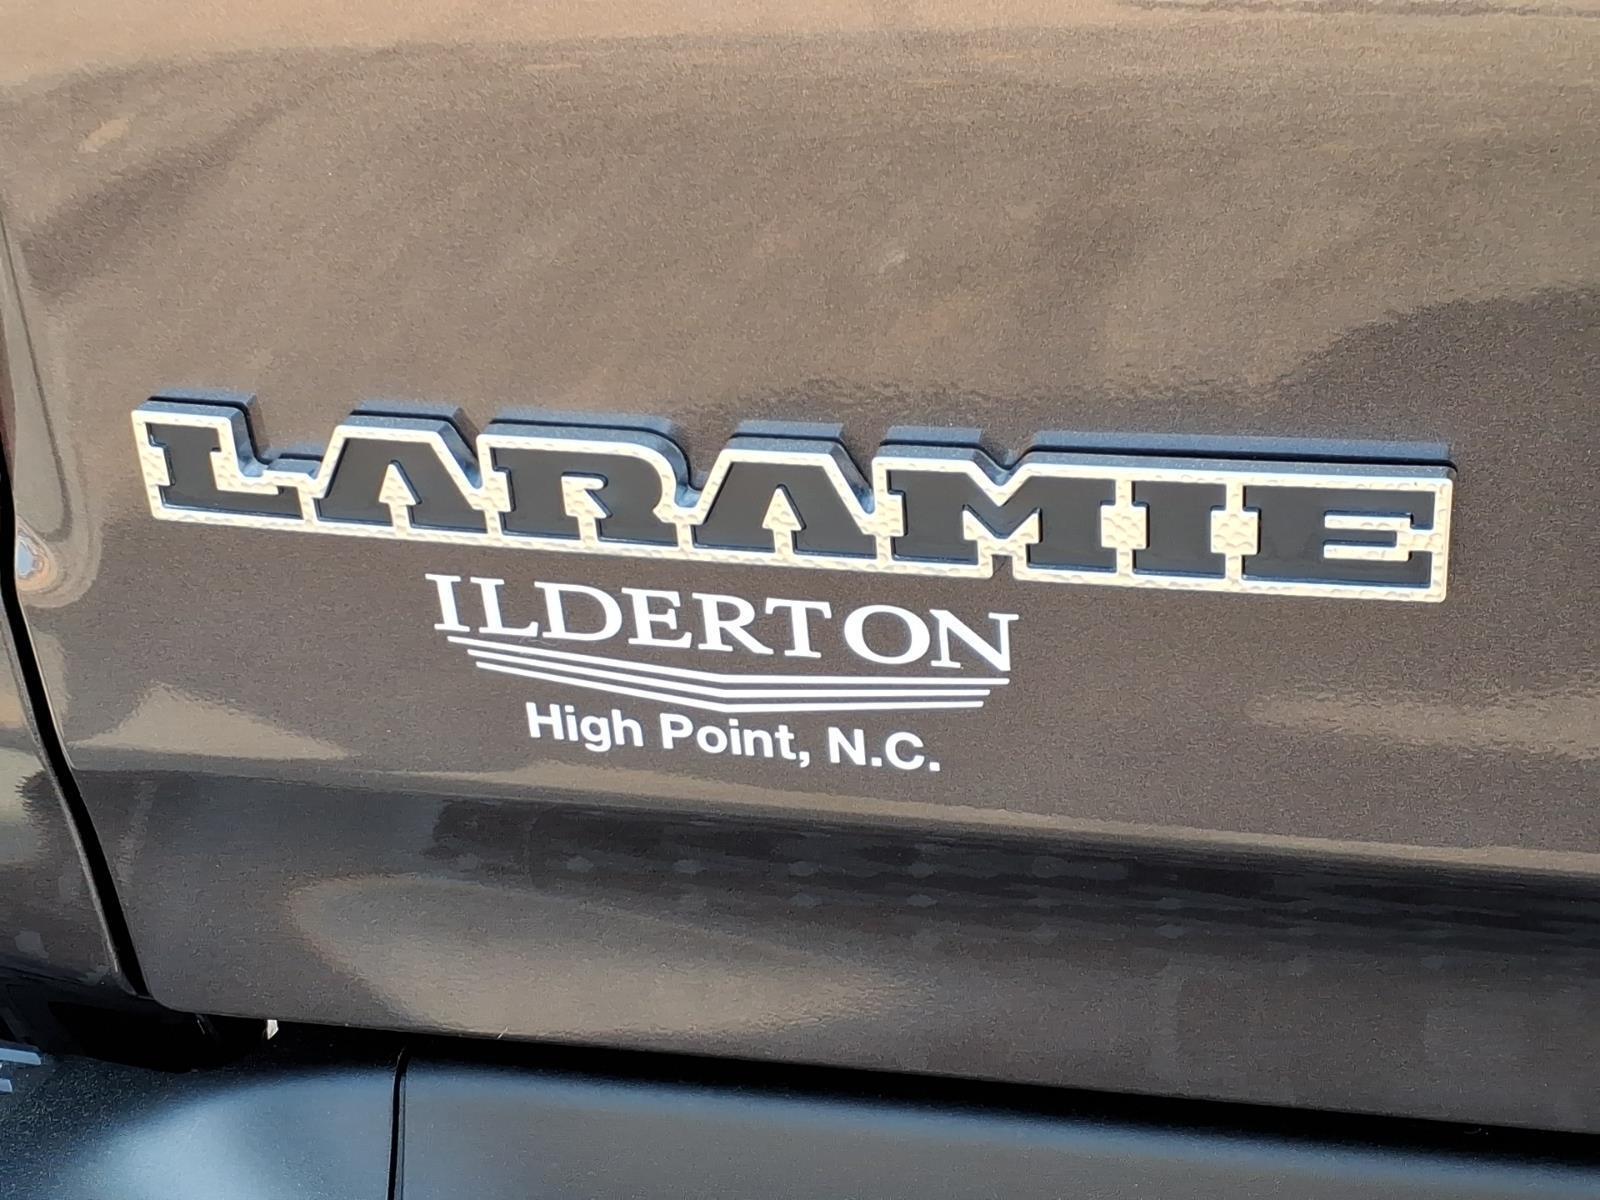 LARAMIE
ILDERTON
High Point, N.C.